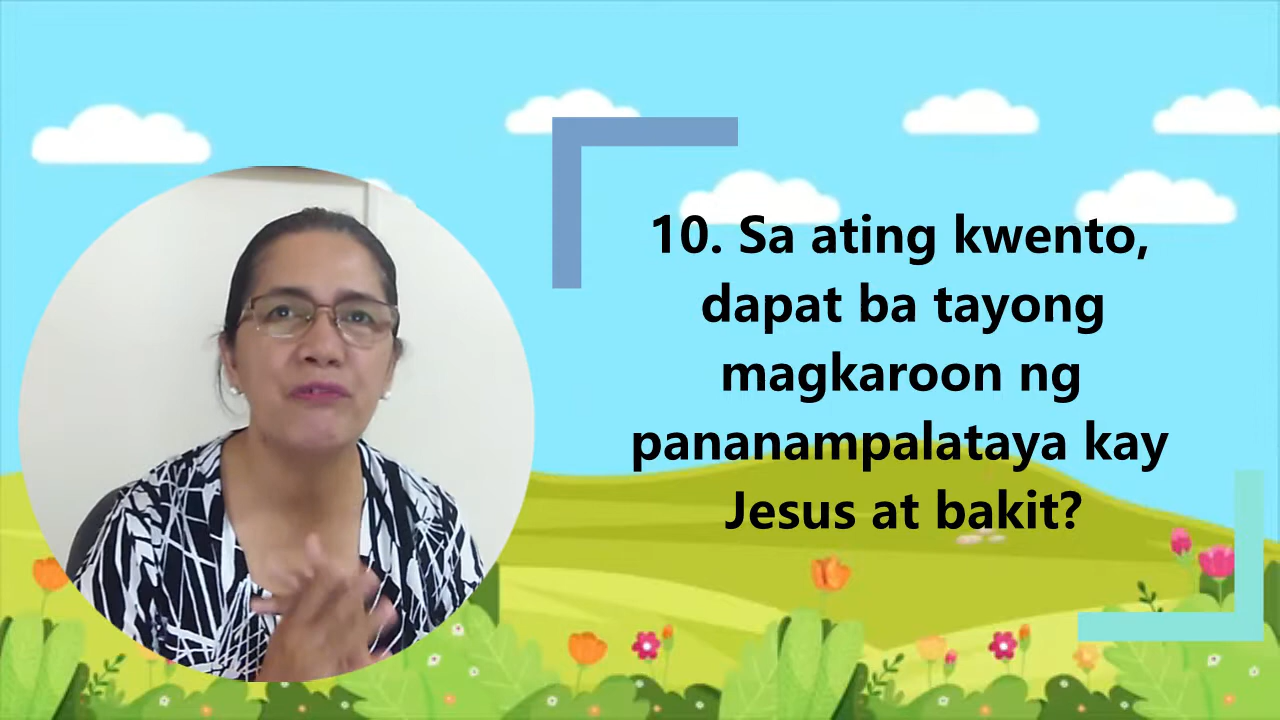 10. Sa ating kwento,
dapat ba tayong
magkaroon ng
pananampalataya kay
Jesus at bakit?